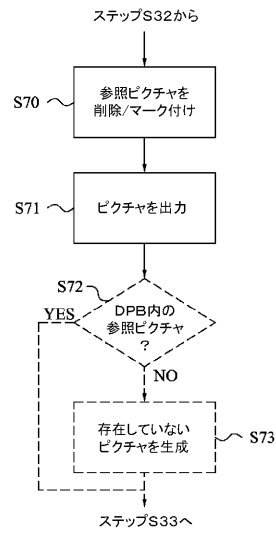 ステップS32から
S70
参照ピクチャを
削除/マーク付け
S71
ピクチャを出力
S72
YES
DPB内の
参照ピクチャ
?
NO
存在していない
ピクチャを生成
S73
ステップS33へ